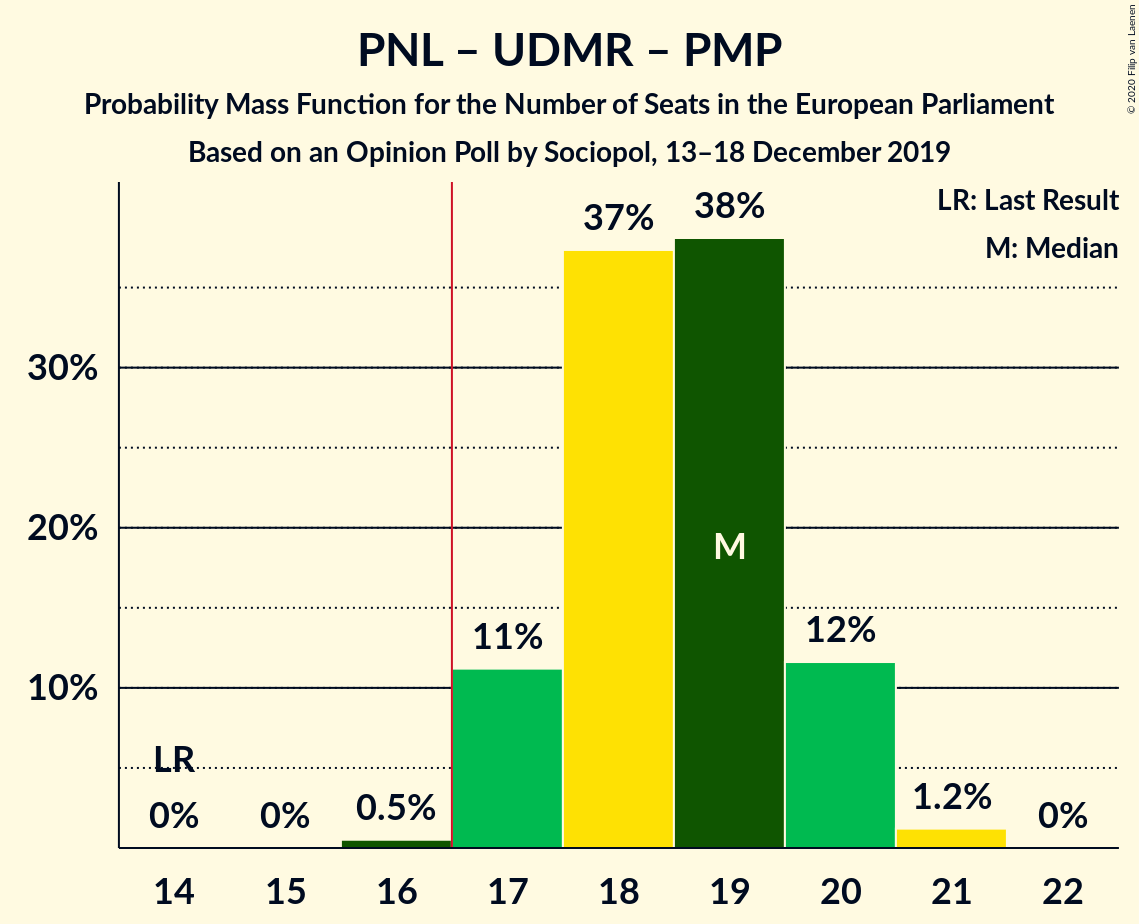 PNL – UDMR – PMP
Probability Mass Function for the Number of Seats in the European Parliament
Based on an Opinion Poll by Sociopol, 13–18 December 2019
© 2020 Filip van Laenen
LR: Last Result
M: Median
38%
37%
30%
20%
M
12%
11%
10%
LR
1.2%
0.5%
0% 0% 0%
14 15 16 17 18 19 20 21 22